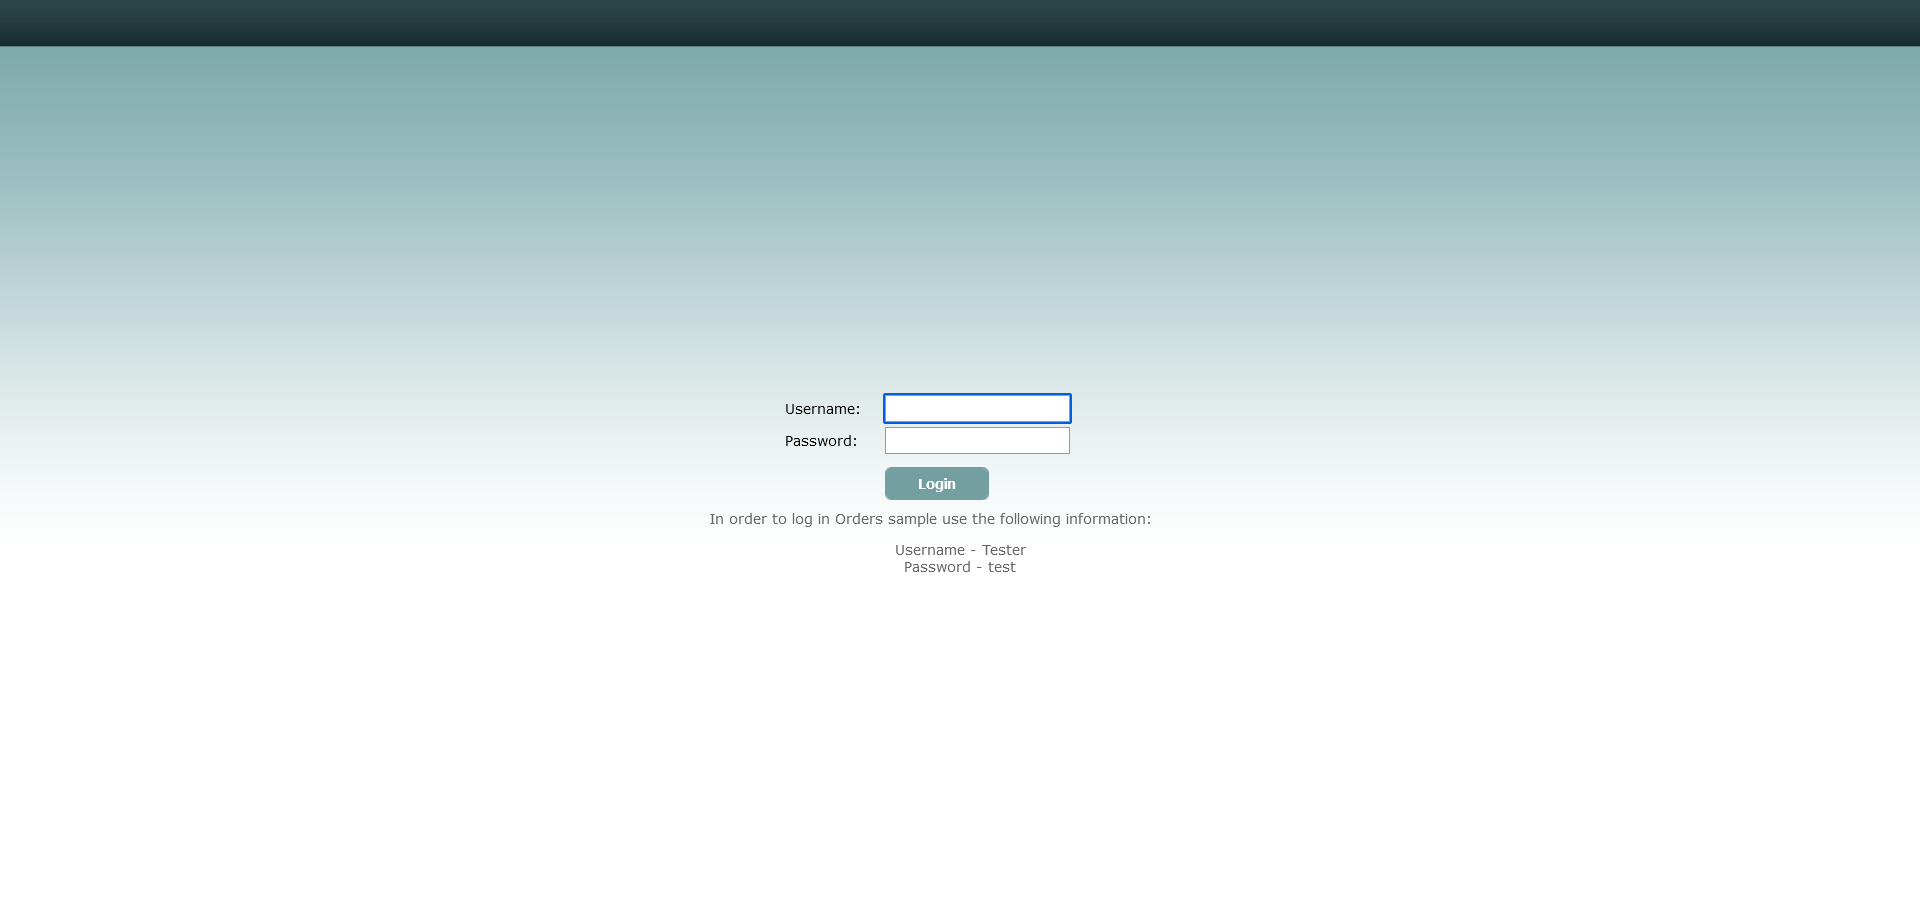 Username:
Password:
Login
In order to log in Orders sample use the following information:
Username - Tester
Password - test